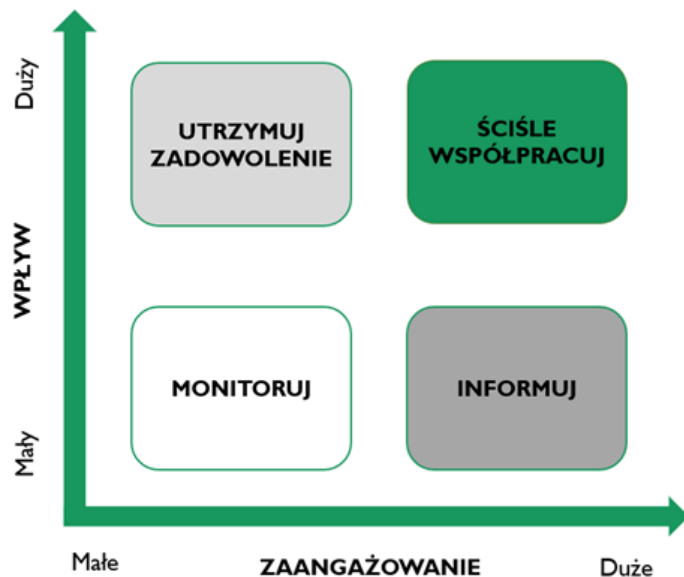 Duży
UTRZYMUJ
ZADOWOLENIE
ŚCIŚLE
WSPÓŁPRACUJ
WPŁYW
MONITORUJ
INFORMUJ
Mały
Małe
ZAANGAŻOWANIE
Duże